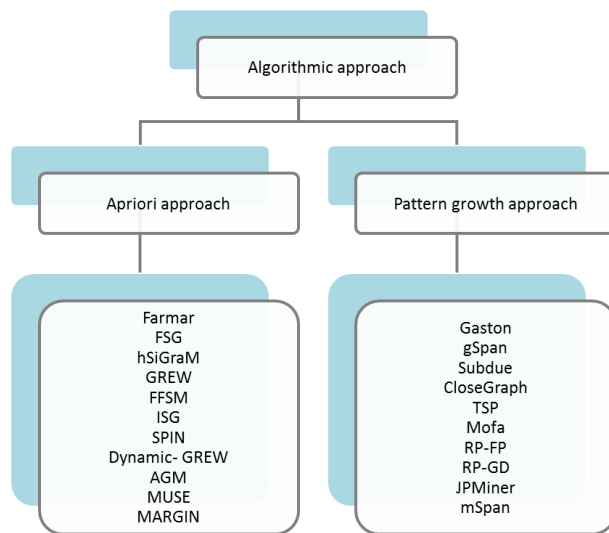 Algorithmic approach
Apriori approach
Pattern growth approach
Farmar
FSG
hSiGraM
GREW
FFSM
ISG
SPIN
Dynamic- GREW
AGM
MUSE
MARGIN
Gaston
gSpan
Subdue
CloseGraph
TSP
Mofa
RP-FP
RP-GD
JPMiner
mSpan